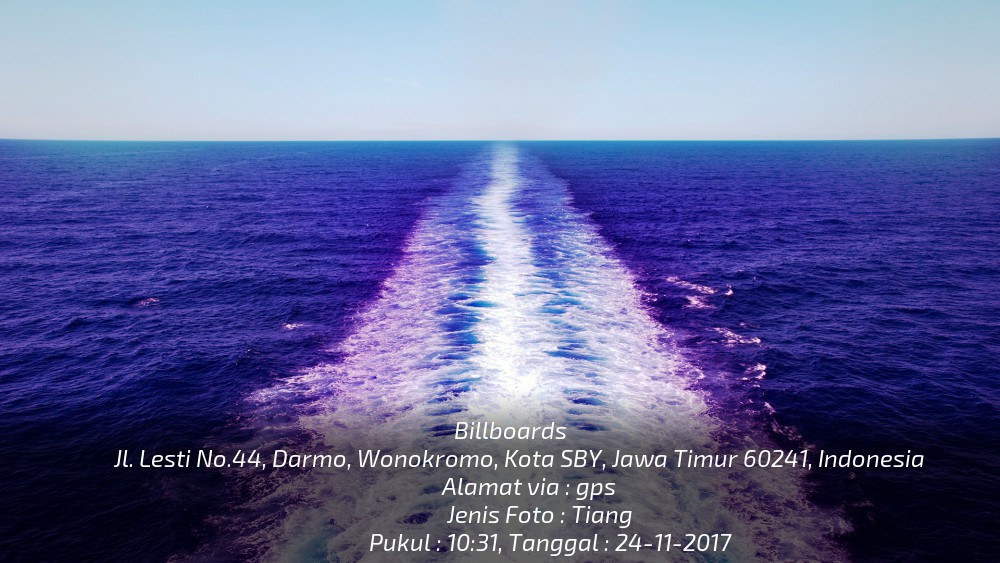 Billboards
Jl. Lesti No.44, Darmo, Wonokromo, Kota SBY, Jawa Timur 60241, Indonesia
Alamat via : gps
Jenis Foto : Tiang
Pukul : 10:31, Tanggal : 24-11-2017